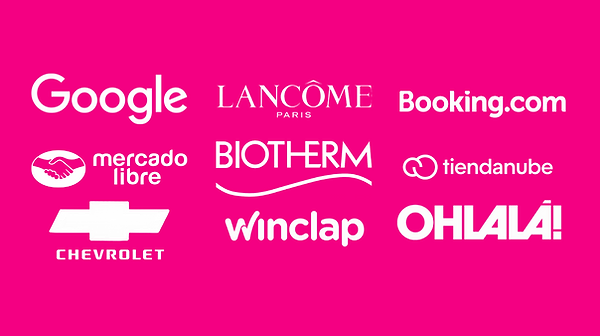 Google
LANCÔME
PARIS
Booking.com
mercado
libre
BIOTHERM
tiendanube
CHEVROLET
winclap
OHLALÁ!